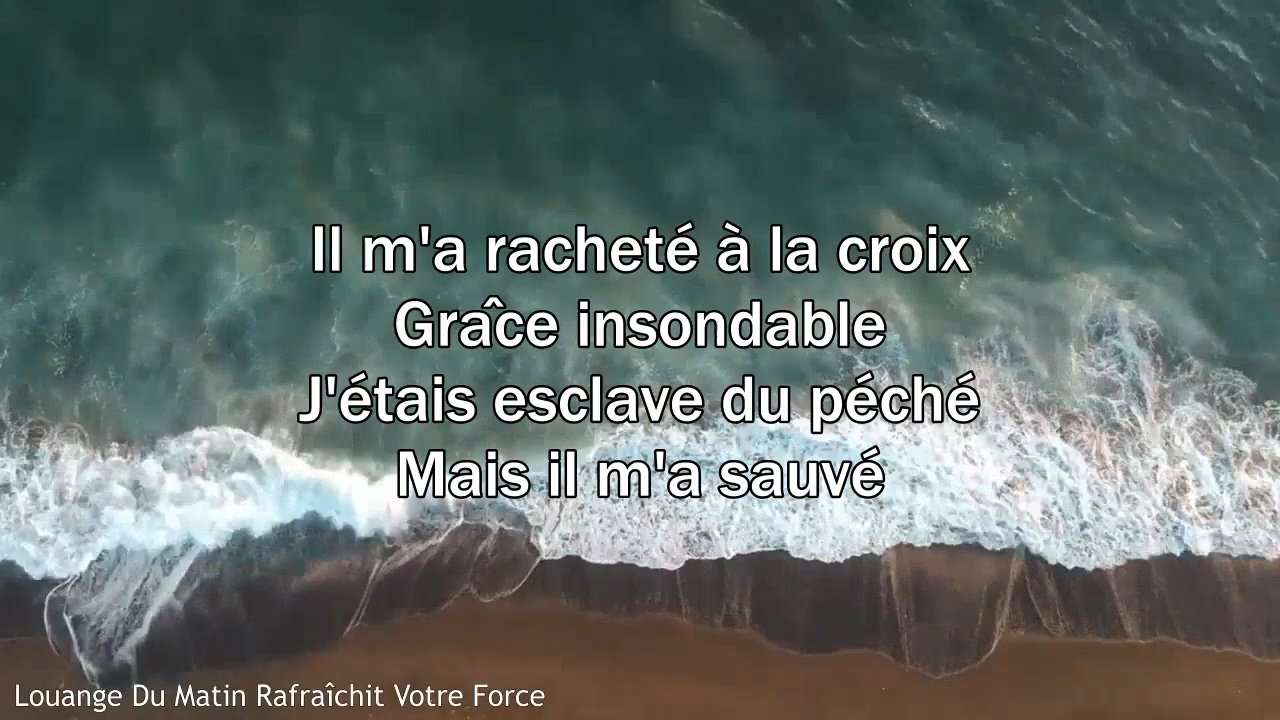 Il m'a racheté à la croix
Grâce insondable
J'étais esclave du péché
Mais il m'a sauvé
Louange Du Matin Rafraîchit Votre Force